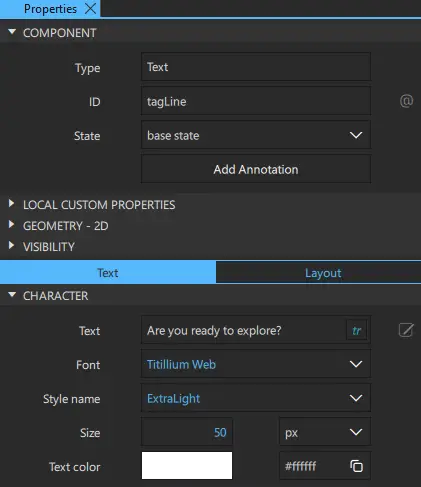 Properties
COMPONENT
Type Text
ID tagLine @
State base state
Add Annotation
LOCAL CUSTOM PROPERTIES
GEOMETRY - 2D
VISIBILITY
Text Layout
CHARACTER
Text Are you ready to explore? tr
Font Titillium Web
Style name ExtraLight
Size 50 px
Text color #ffffff